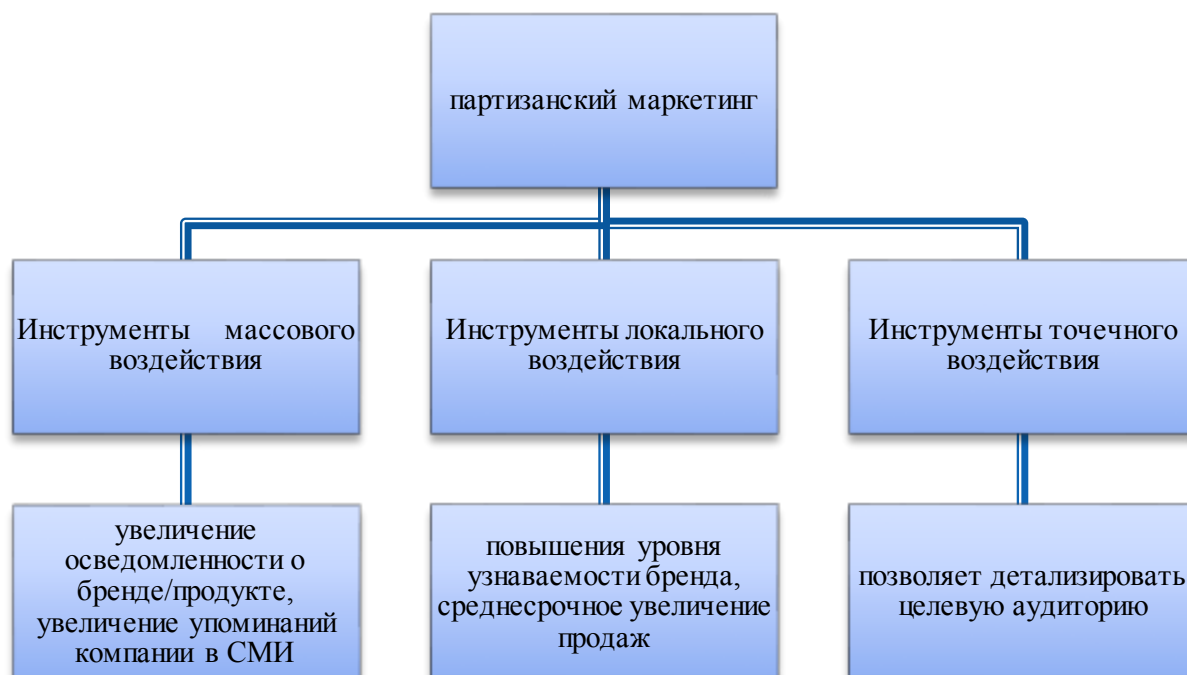 партизанский маркетинг
Инструменты массового
воздействия
Инструменты локального
воздействия
Инструменты точечного
воздействия
увеличение
осведомленности о
бренде/продукте,
увеличение упоминаний
компании в СМИ
повышения уровня
узнаваемости бренда,
среднесрочное увеличение
продаж
позволяет детализировать
целевую аудиторию